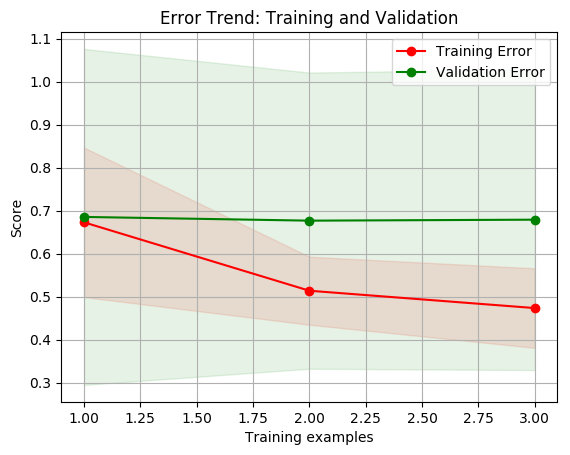 Error Trend: Training and Validation
1.1
1.0
0.9
0.8
0.7
0.6
0.5
0.4
0.3
Score
Training Error
Validation Error
1.00 1.25 1.50 1.75 2.00 2.25 2.50 2.75 3.00
Training examples